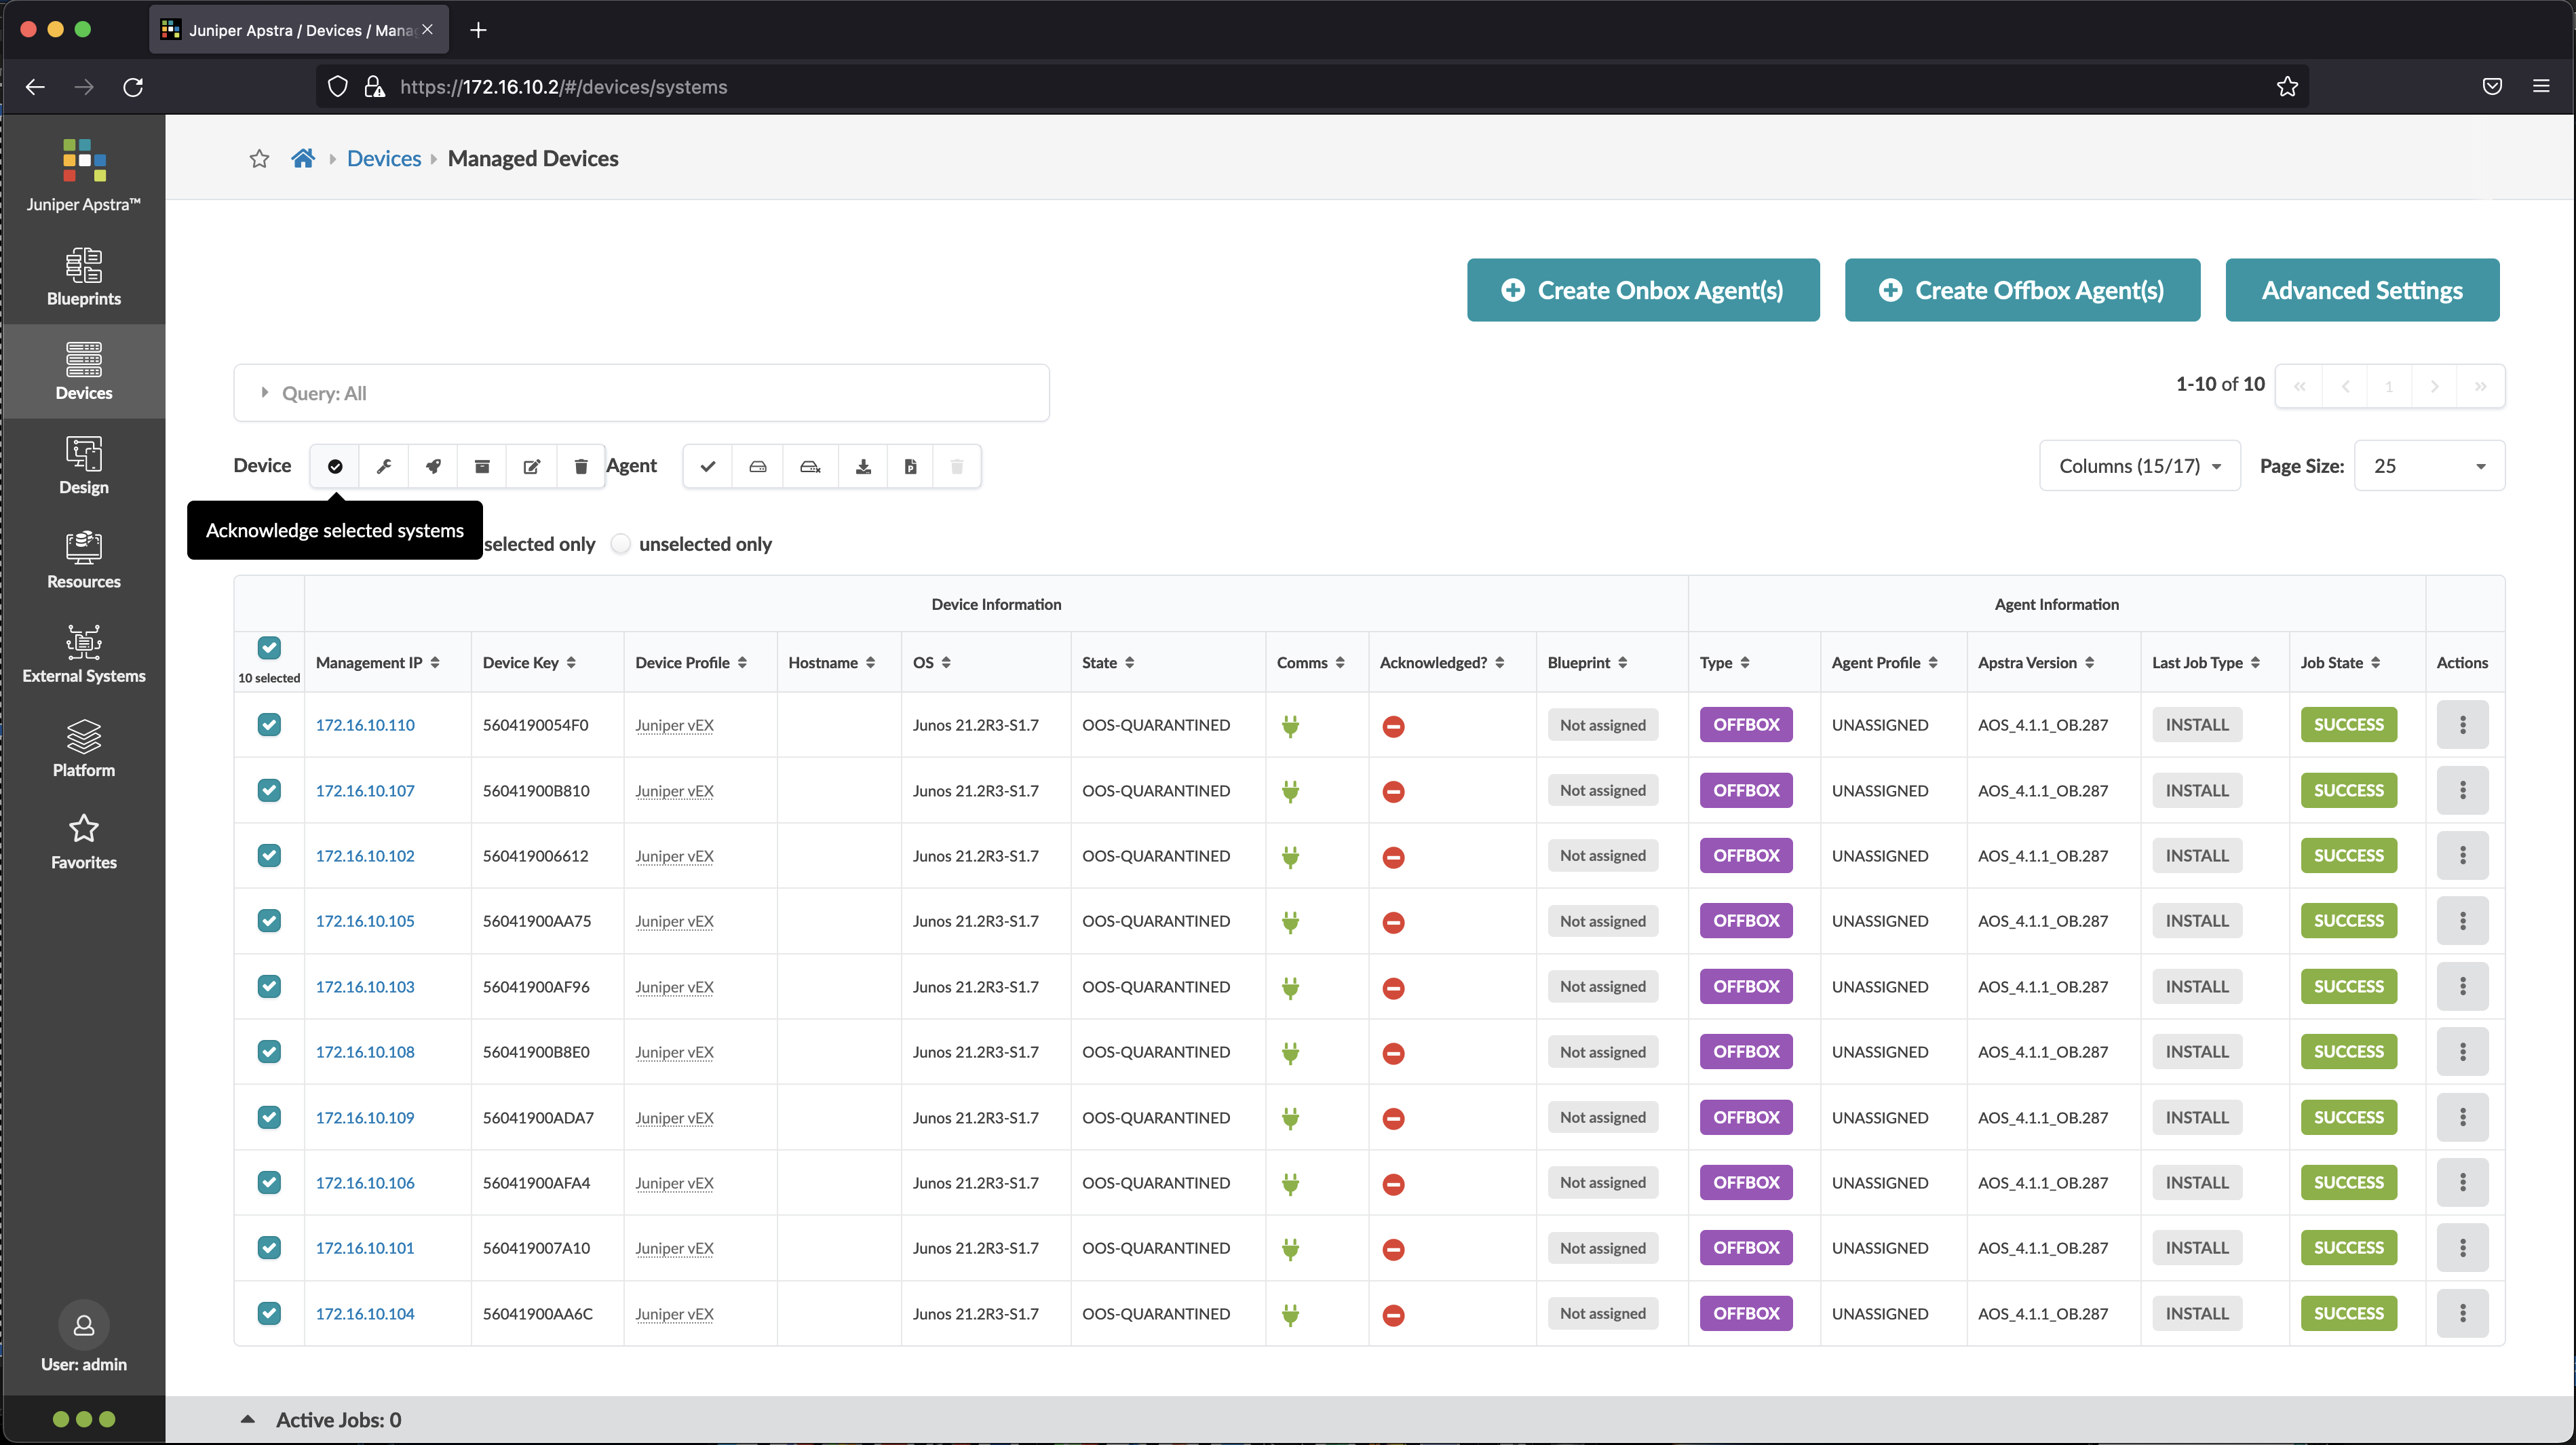 Juniper Apstra / Devices / Mana
https://172.16.10.2/#/devices/systems
Juniper Apstra™
Blueprints
Devices
Design
Resources
External Systems
Platform
Favorites
User: admin
Devices Managed Devices
Create Onbox Agent(s) Create Offbox Agent(s) Advanced Settings
Query: All
1-10 of 10 « ‹ 1 › »
Device Agent
Columns (15/17) Page Size: 25
Acknowledge selected systems
selected only unselected only
Device Information Agent Information
10 selected Management IP Device Key Device Profile Hostname OS State Comms Acknowledged? Blueprint Type Agent Profile Apstra Version Last Job Type Job State Actions
172.16.10.110 5604190054F0 Juniper vEX Junos 21.2R3-S1.7 OOS-QUARANTINED Not assigned OFFBOX UNASSIGNED AOS_4.1.1_OB.287 INSTALL SUCCESS
172.16.10.107 56041900B810 Juniper vEX Junos 21.2R3-S1.7 OOS-QUARANTINED Not assigned OFFBOX UNASSIGNED AOS_4.1.1_OB.287 INSTALL SUCCESS
172.16.10.102 560419006612 Juniper vEX Junos 21.2R3-S1.7 OOS-QUARANTINED Not assigned OFFBOX UNASSIGNED AOS_4.1.1_OB.287 INSTALL SUCCESS
172.16.10.105 56041900AA75 Juniper vEX Junos 21.2R3-S1.7 OOS-QUARANTINED Not assigned OFFBOX UNASSIGNED AOS_4.1.1_OB.287 INSTALL SUCCESS
172.16.10.103 56041900AF96 Juniper vEX Junos 21.2R3-S1.7 OOS-QUARANTINED Not assigned OFFBOX UNASSIGNED AOS_4.1.1_OB.287 INSTALL SUCCESS
172.16.10.108 56041900B8E0 Juniper vEX Junos 21.2R3-S1.7 OOS-QUARANTINED Not assigned OFFBOX UNASSIGNED AOS_4.1.1_OB.287 INSTALL SUCCESS
172.16.10.109 56041900ADA7 Juniper vEX Junos 21.2R3-S1.7 OOS-QUARANTINED Not assigned OFFBOX UNASSIGNED AOS_4.1.1_OB.287 INSTALL SUCCESS
172.16.10.106 56041900AFA4 Juniper vEX Junos 21.2R3-S1.7 OOS-QUARANTINED Not assigned OFFBOX UNASSIGNED AOS_4.1.1_OB.287 INSTALL SUCCESS
172.16.10.101 560419007A10 Juniper vEX Junos 21.2R3-S1.7 OOS-QUARANTINED Not assigned OFFBOX UNASSIGNED AOS_4.1.1_OB.287 INSTALL SUCCESS
172.16.10.104 56041900AA6C Juniper vEX Junos 21.2R3-S1.7 OOS-QUARANTINED Not assigned OFFBOX UNASSIGNED AOS_4.1.1_OB.287 INSTALL SUCCESS
Active Jobs: 0